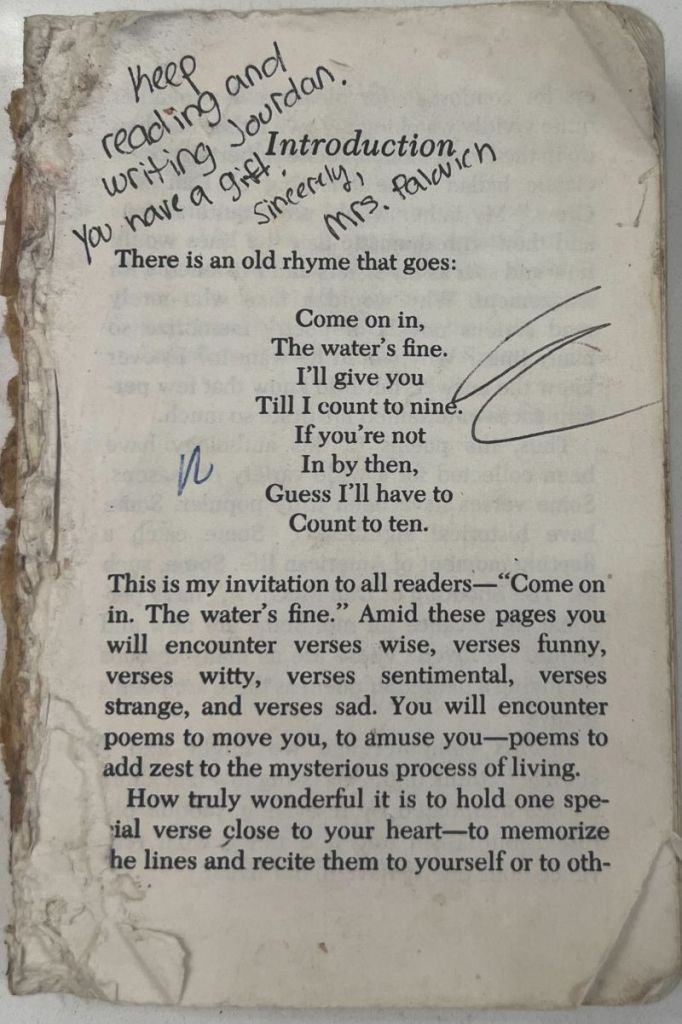 Keep
reading and
writing Jourdan.
You have a gift.
Sincerely,
Mrs. Palovich
Introduction
There is an old rhyme that goes:
Come on in,
The water's fine.
I'll give you
Till I count to nine.
If you're not
In by then,
Guess I'll have to
Count to ten.
This is my invitation to all readers—"Come on
in. The water's fine." Amid these pages you
will encounter verses wise, verses funny,
verses witty, verses sentimental, verses
strange, and verses sad. You will encounter
poems to move you, to amuse you—poems to
add zest to the mysterious process of living.
How truly wonderful it is to hold one spe-
ial verse close to your heart—to memorize
he lines and recite them to yourself or to oth-